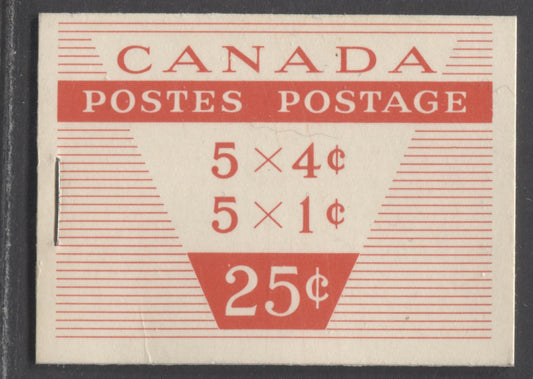 CANADA
POSTES POSTAGE
5 × 4¢
5 × 1¢
25¢